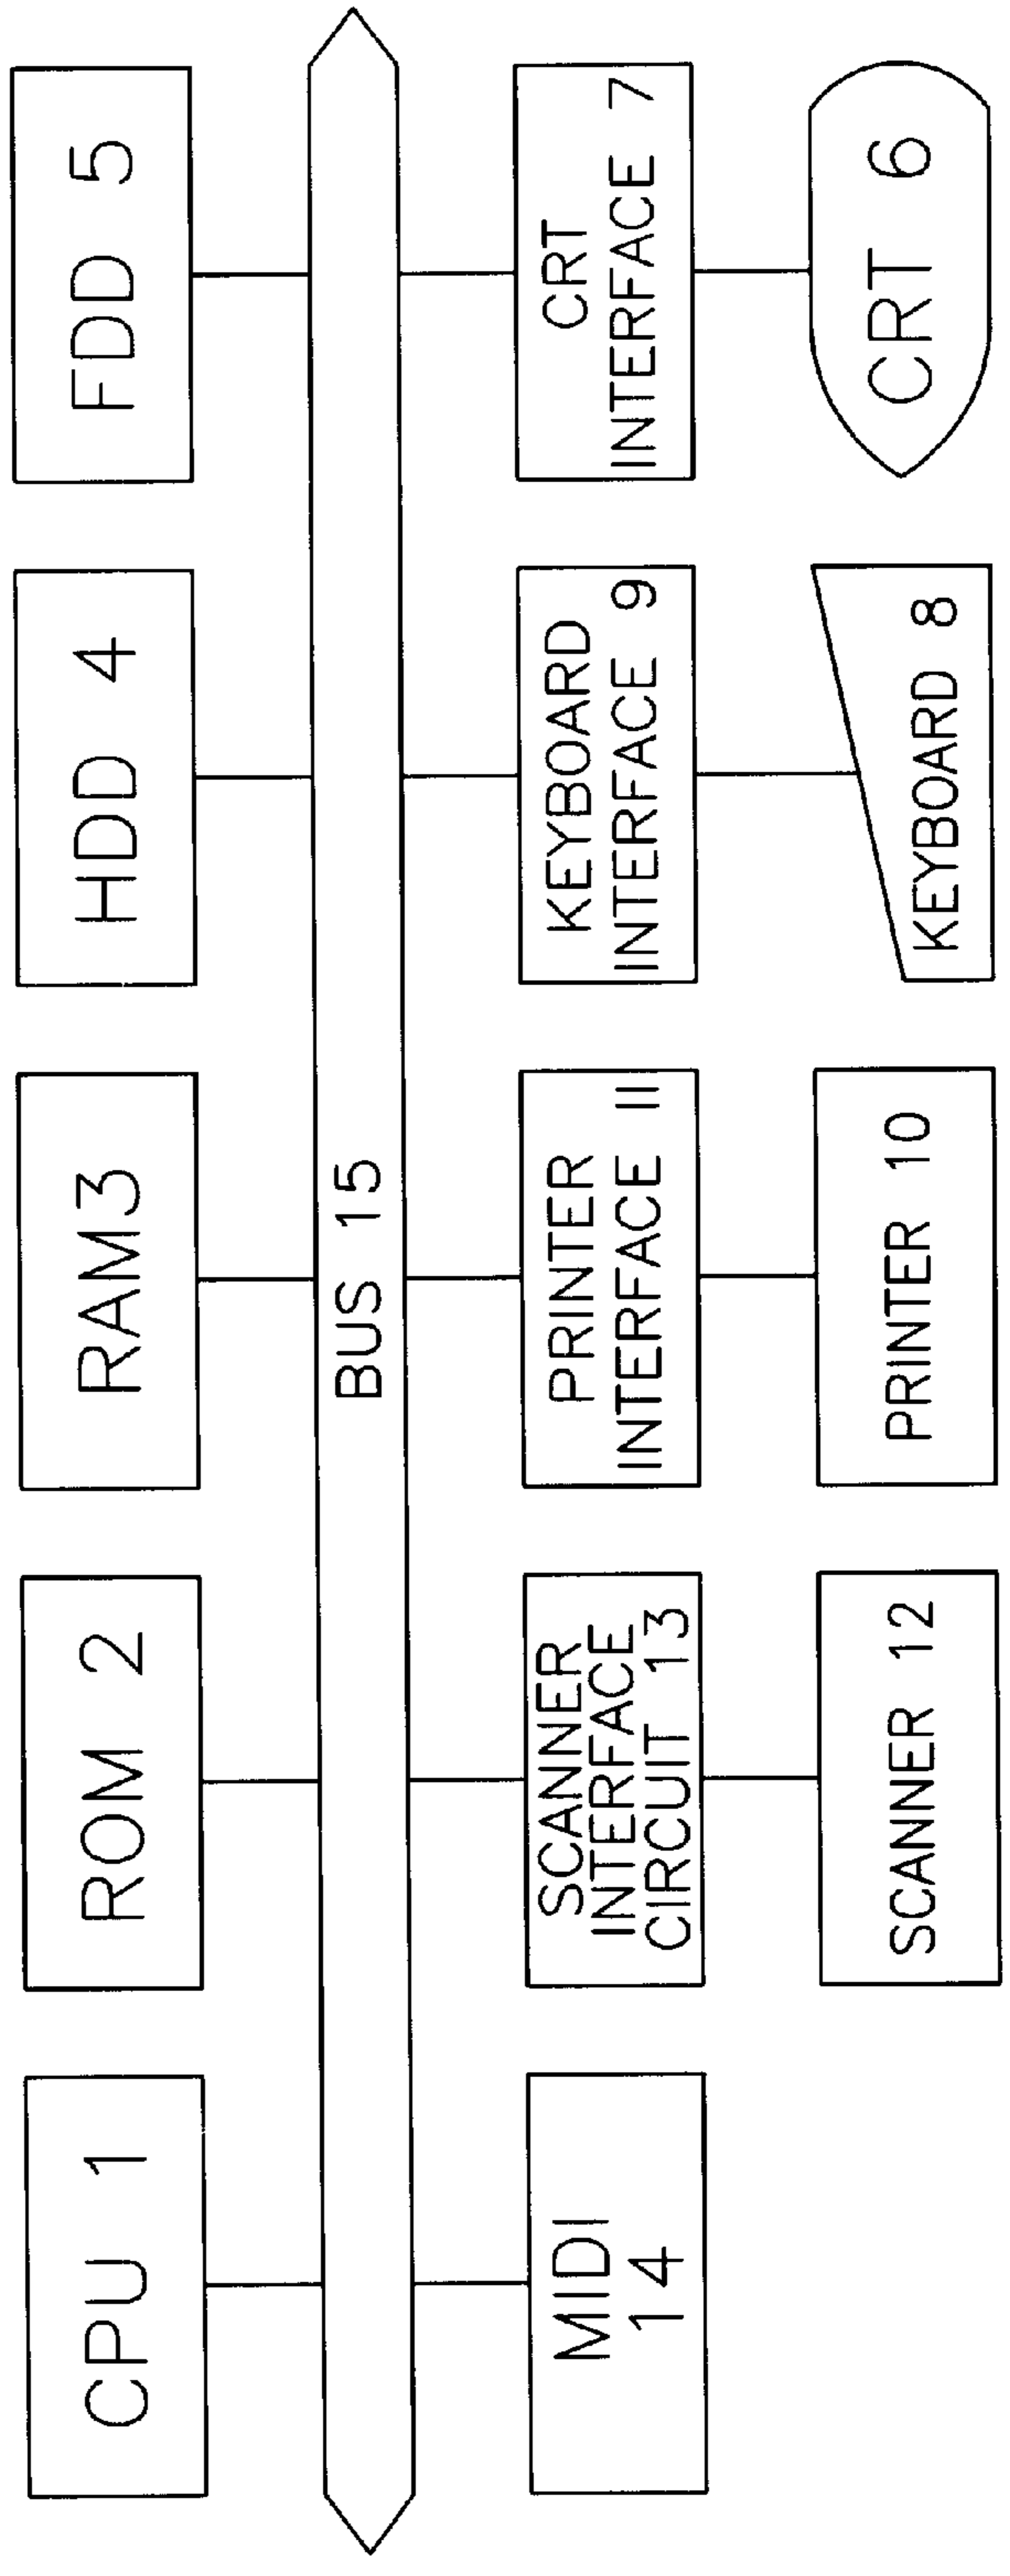 CPU 1
ROM 2
RAM3
HDD 4
FDD 5
BUS 15
MIDI
14
SCANNER
INTERFACE
CIRCUIT 13
PRINTER
INTERFACE 11
KEYBOARD
INTERFACE 9
CRT
INTERFACE 7
SCANNER 12
PRINTER 10
KEYBOARD 8
CRT 6